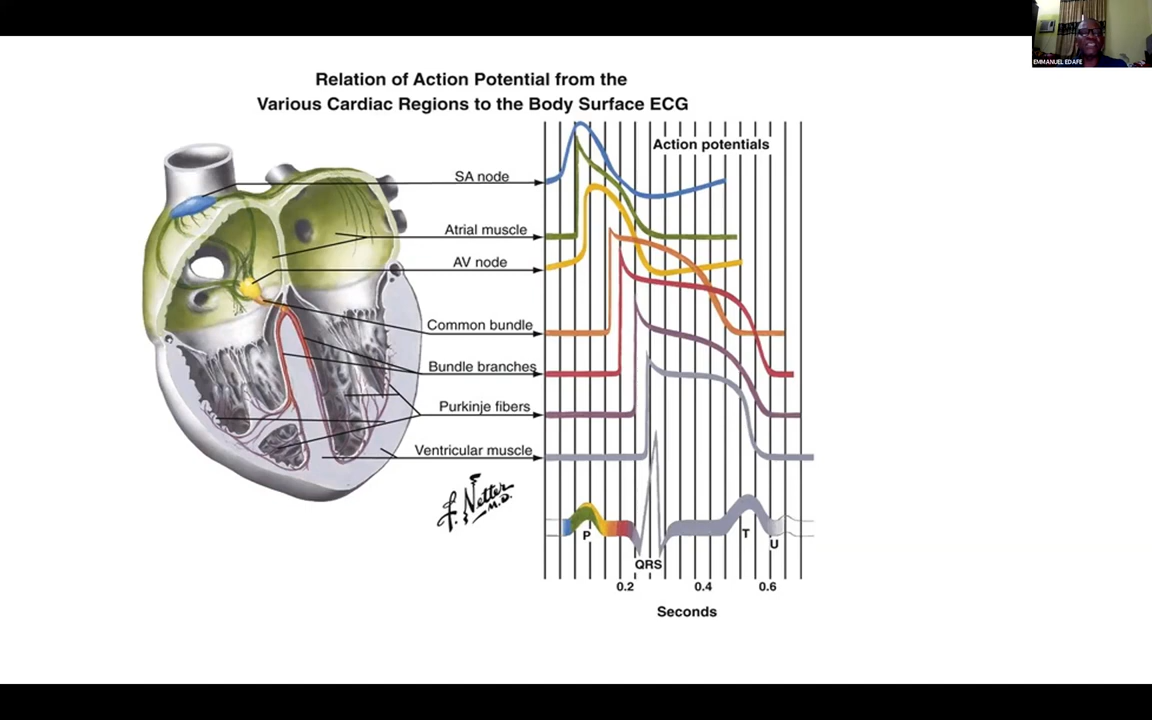 EMMANUEL EDAFE
Relation of Action Potential from the
Various Cardiac Regions to the Body Surface ECG
Action potentials
SA node
Atrial muscle
AV node
Common bundle
Bundle branches
Purkinje fibers
Ventricular muscle
F. Netter
M.D.
P
T
U
QRS
0.2 0.4 0.6
Seconds